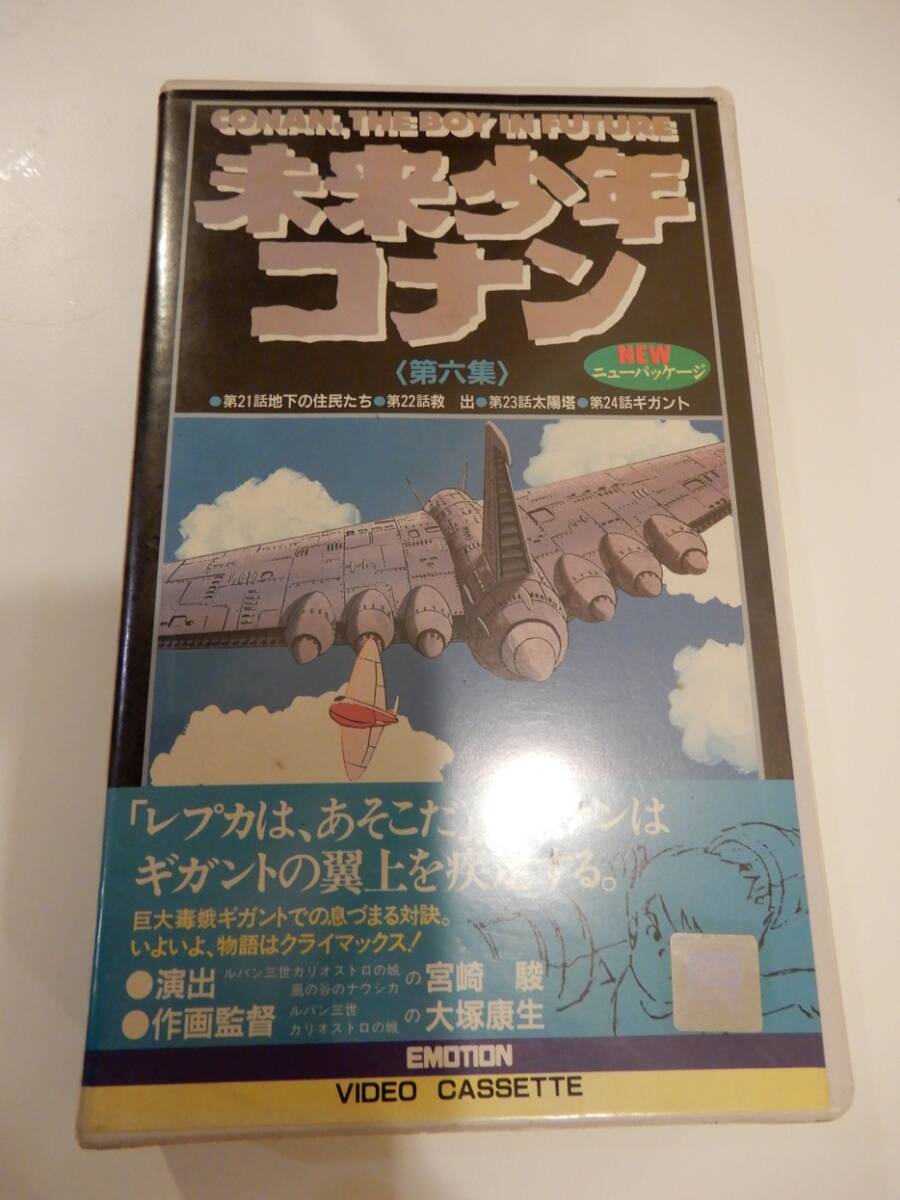 CONAN, THE BOY IN FUTURE
未来少年
コナン
〈第六集〉
NEW
ニューパッケージ
●第21話地下の住民たち●第22話救 出●第23話太陽塔●第24話ギガント
「レプカは、あそこだ」 ンは
ギガントの翼上を疾走する。
巨大毒蛾ギガントでの息づまる対訣。
いよいよ、物語はクライマックス!
●演出 ルパン三世カリオストロの城 風の谷のナウシカ の宮崎 駿
●作画監督 ルパン三世 カリオストロの城 の大塚康生
EMOTION
VIDEO CASSETTE